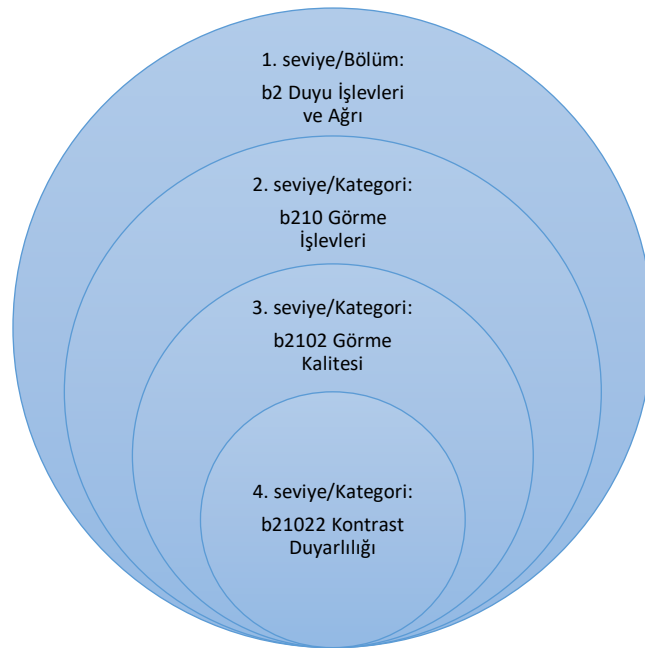 1. seviye/Bölüm:
b2 Duyu İşlevleri
ve Ağrı
2. seviye/Kategori:
b210 Görme
İşlevleri
3. seviye/Kategori:
b2102 Görme
Kalitesi
4. seviye/Kategori:
b21022 Kontrast
Duyarlılığı